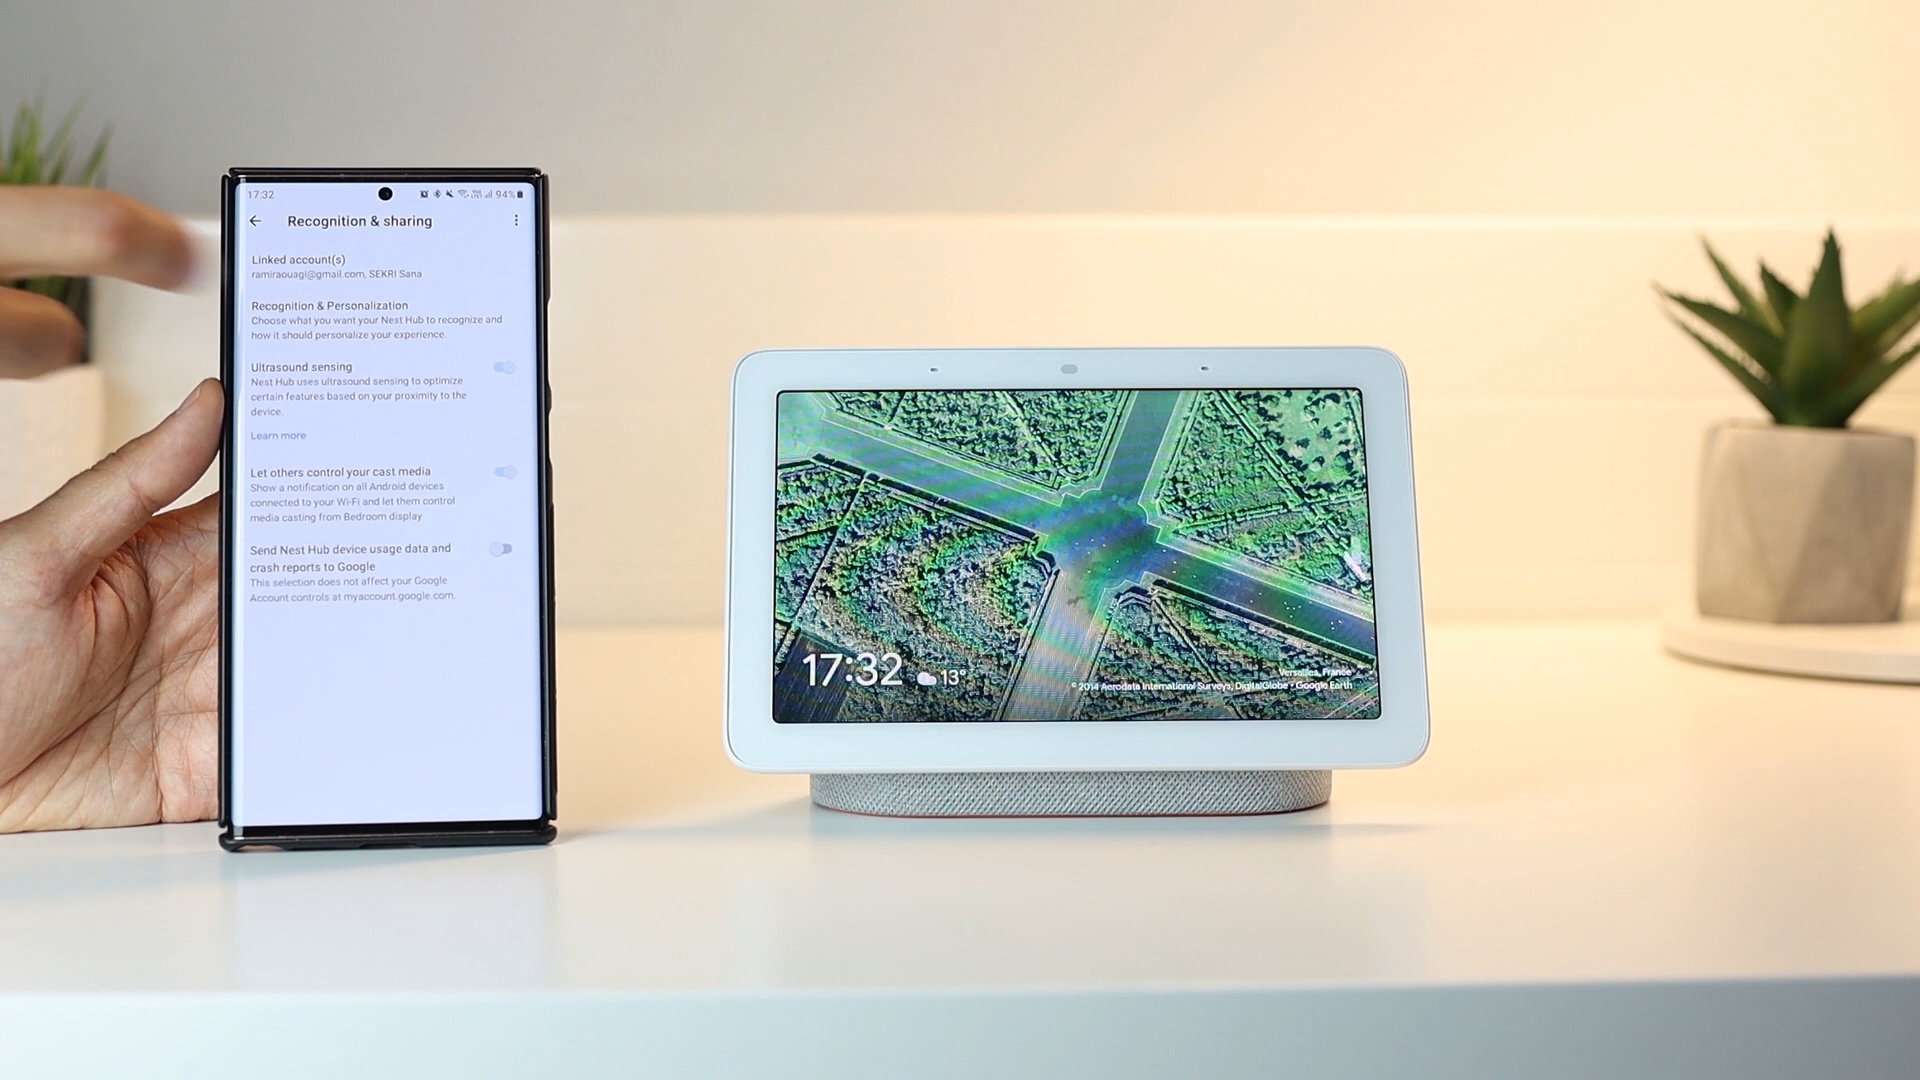 17:32
94%
Recognition & sharing
Linked account(s)
ramiraouagi@gmail.com, SEKRI Sana
Recognition & Personalization
Choose what you want your Nest Hub to recognize and
how it should personalize your experience.
Ultrasound sensing
Nest Hub uses ultrasound sensing to optimize
certain features based on your proximity to the
device.
Learn more
Let others control your cast media
Show a notification on all Android devices
connected to your Wi-Fi and let them control
media casting from Bedroom display
Send Nest Hub device usage data and
crash reports to Google
This selection does not affect your Google
Account controls at myaccount.google.com.
17:32
13°
Versailles, France
© 2014 Aerodata International Surveys, DigitalGlobe - Google Earth